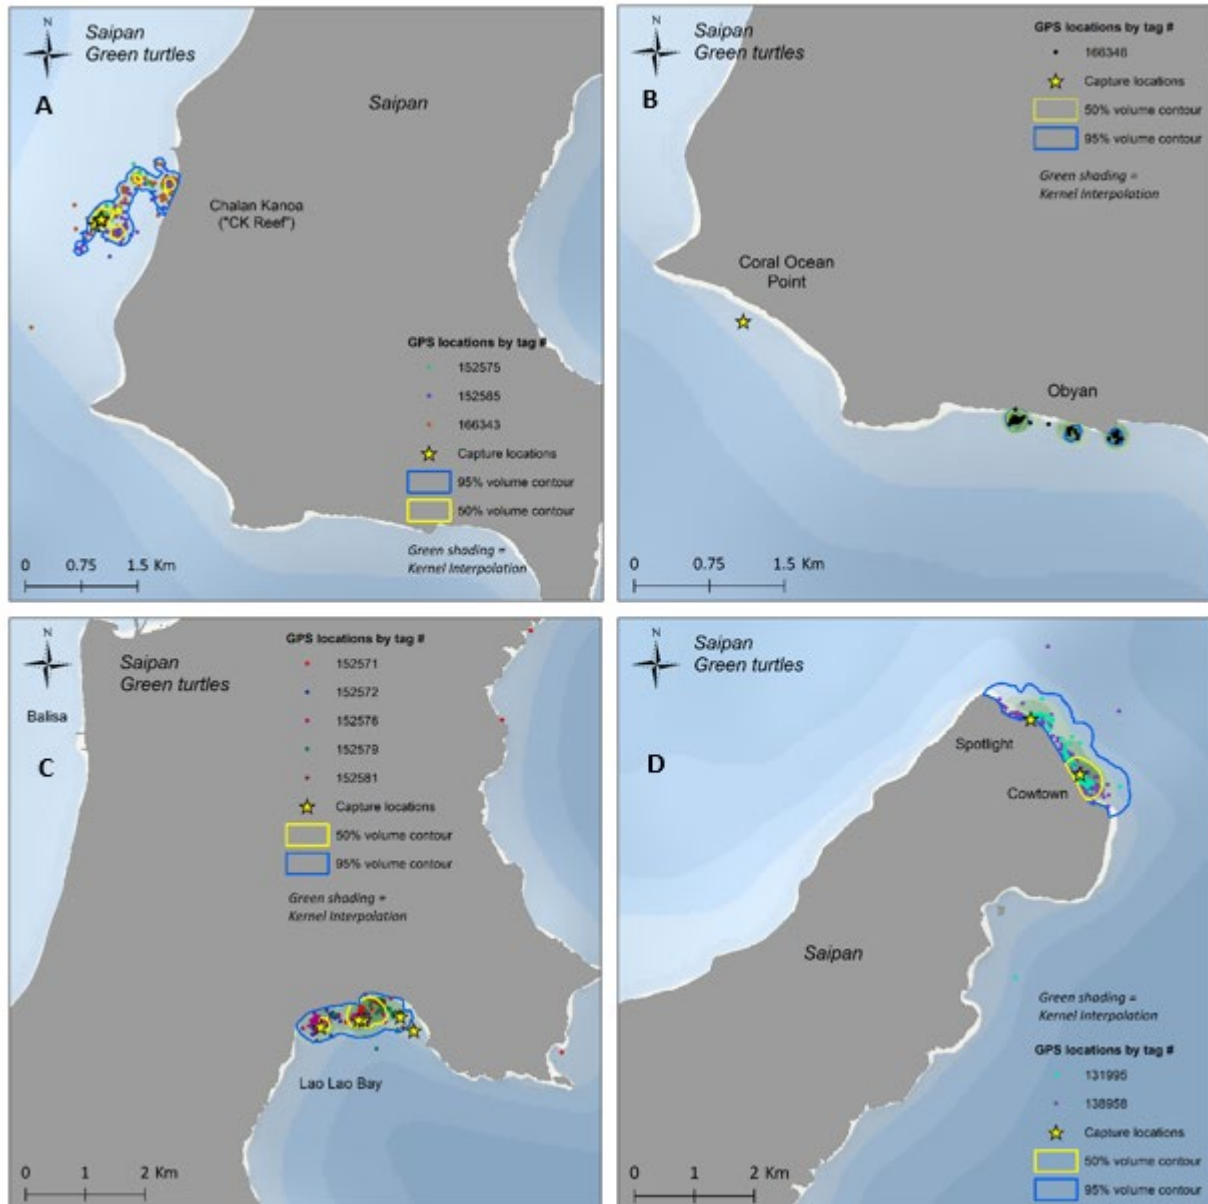 N
Saipan
Green turtles
A
Saipan
Chalan Kanoa
("CK Reef")
GPS locations by tag #
152575
152585
166343
Capture locations
95% volume contour
50% volume contour
Green shading =
Kernel Interpolation
0 0.75 1.5 Km
N
Saipan
Green turtles
B
GPS locations by tag #
166346
Capture locations
50% volume contour
95% volume contour
Green shading =
Kernel Interpolation
Coral Ocean
Point
Obyan
0 0.75 1.5 Km
N
Saipan
Green turtles
Balisa
C
GPS locations by tag #
152571
152572
152576
152579
152581
Capture locations
50% volume contour
95% volume contour
Green shading =
Kernel Interpolation
Lao Lao Bay
0 1 2 Km
N
Saipan
Green turtles
Spotlight
D
Cowtown
Saipan
Green shading =
Kernel Interpolation
GPS locations by tag #
131995
138958
Capture locations
50% volume contour
95% volume contour
0 1 2 Km